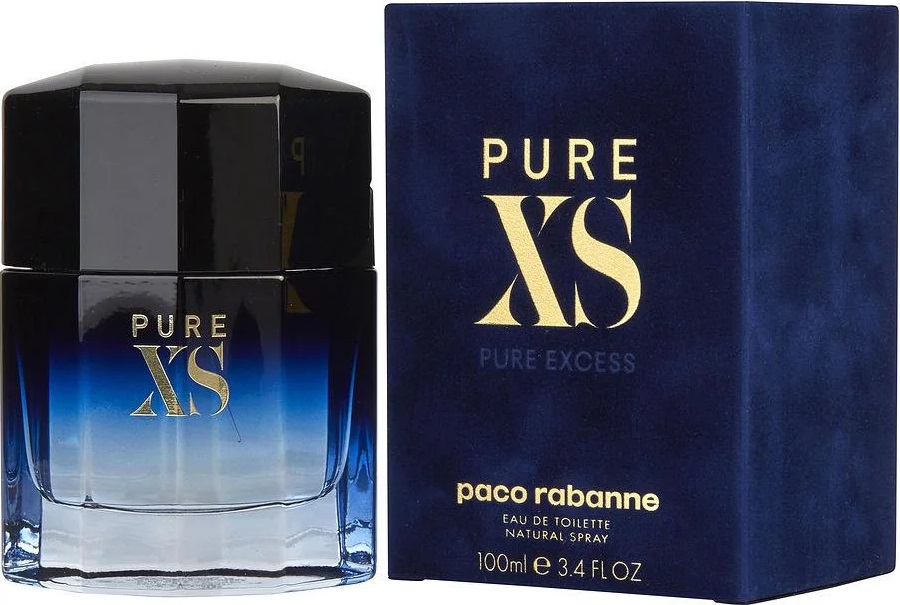 PURE
XS
PURE
XS
PURE EXCESS
paco rabanne
EAU DE TOILETTE
NATURAL SPRAY
100ml e 3.4 FL OZ